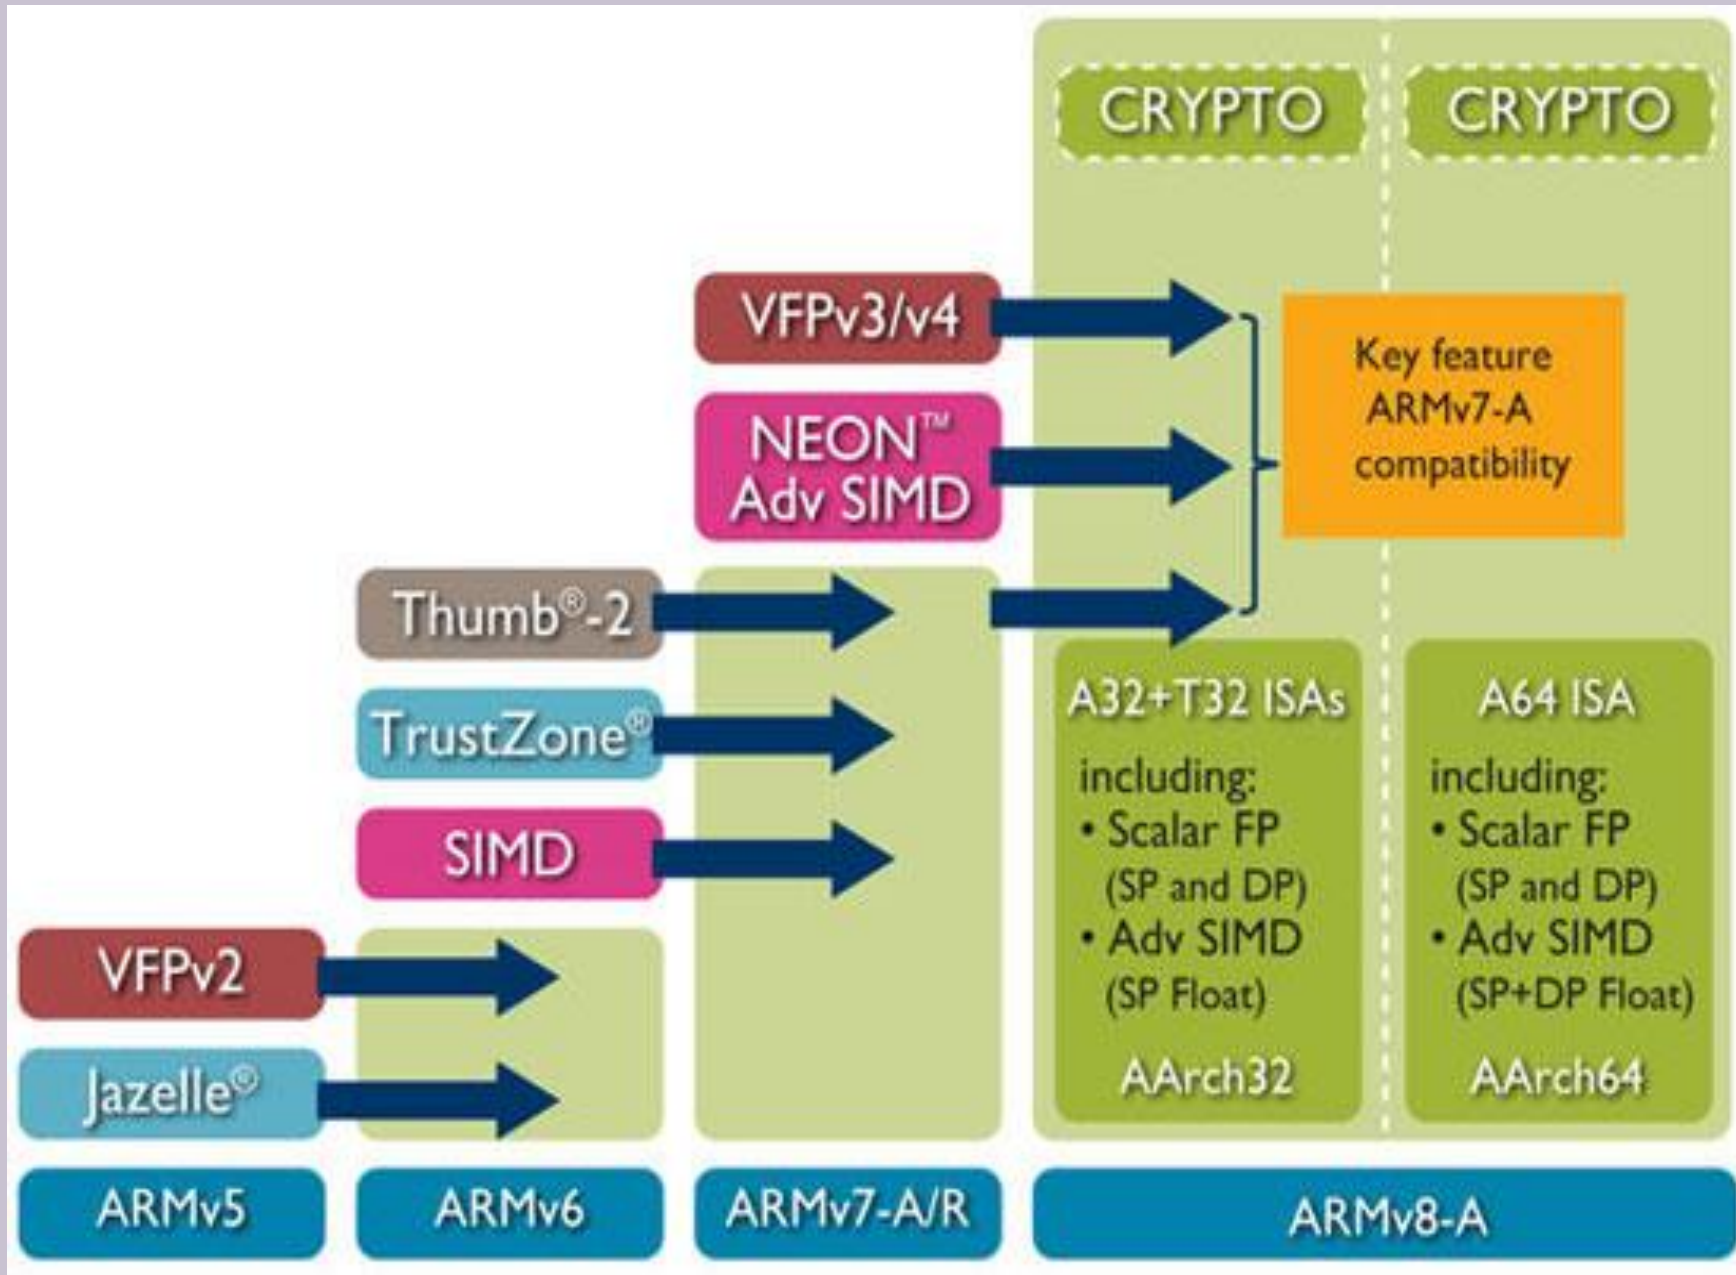 CRYPTO
CRYPTO
VFPv3/v4
Key feature
ARMv7-A
compatibility
NEON™
Adv SIMD
Thumb®-2
TrustZone®
SIMD
A32+T32 ISAs
including:
• Scalar FP
(SP and DP)
• Adv SIMD
(SP Float)
AArch32
A64 ISA
including:
• Scalar FP
(SP and DP)
• Adv SIMD
(SP+DP Float)
AArch64
VFPv2
Jazelle®
ARMv5
ARMv6
ARMv7-A/R
ARMv8-A